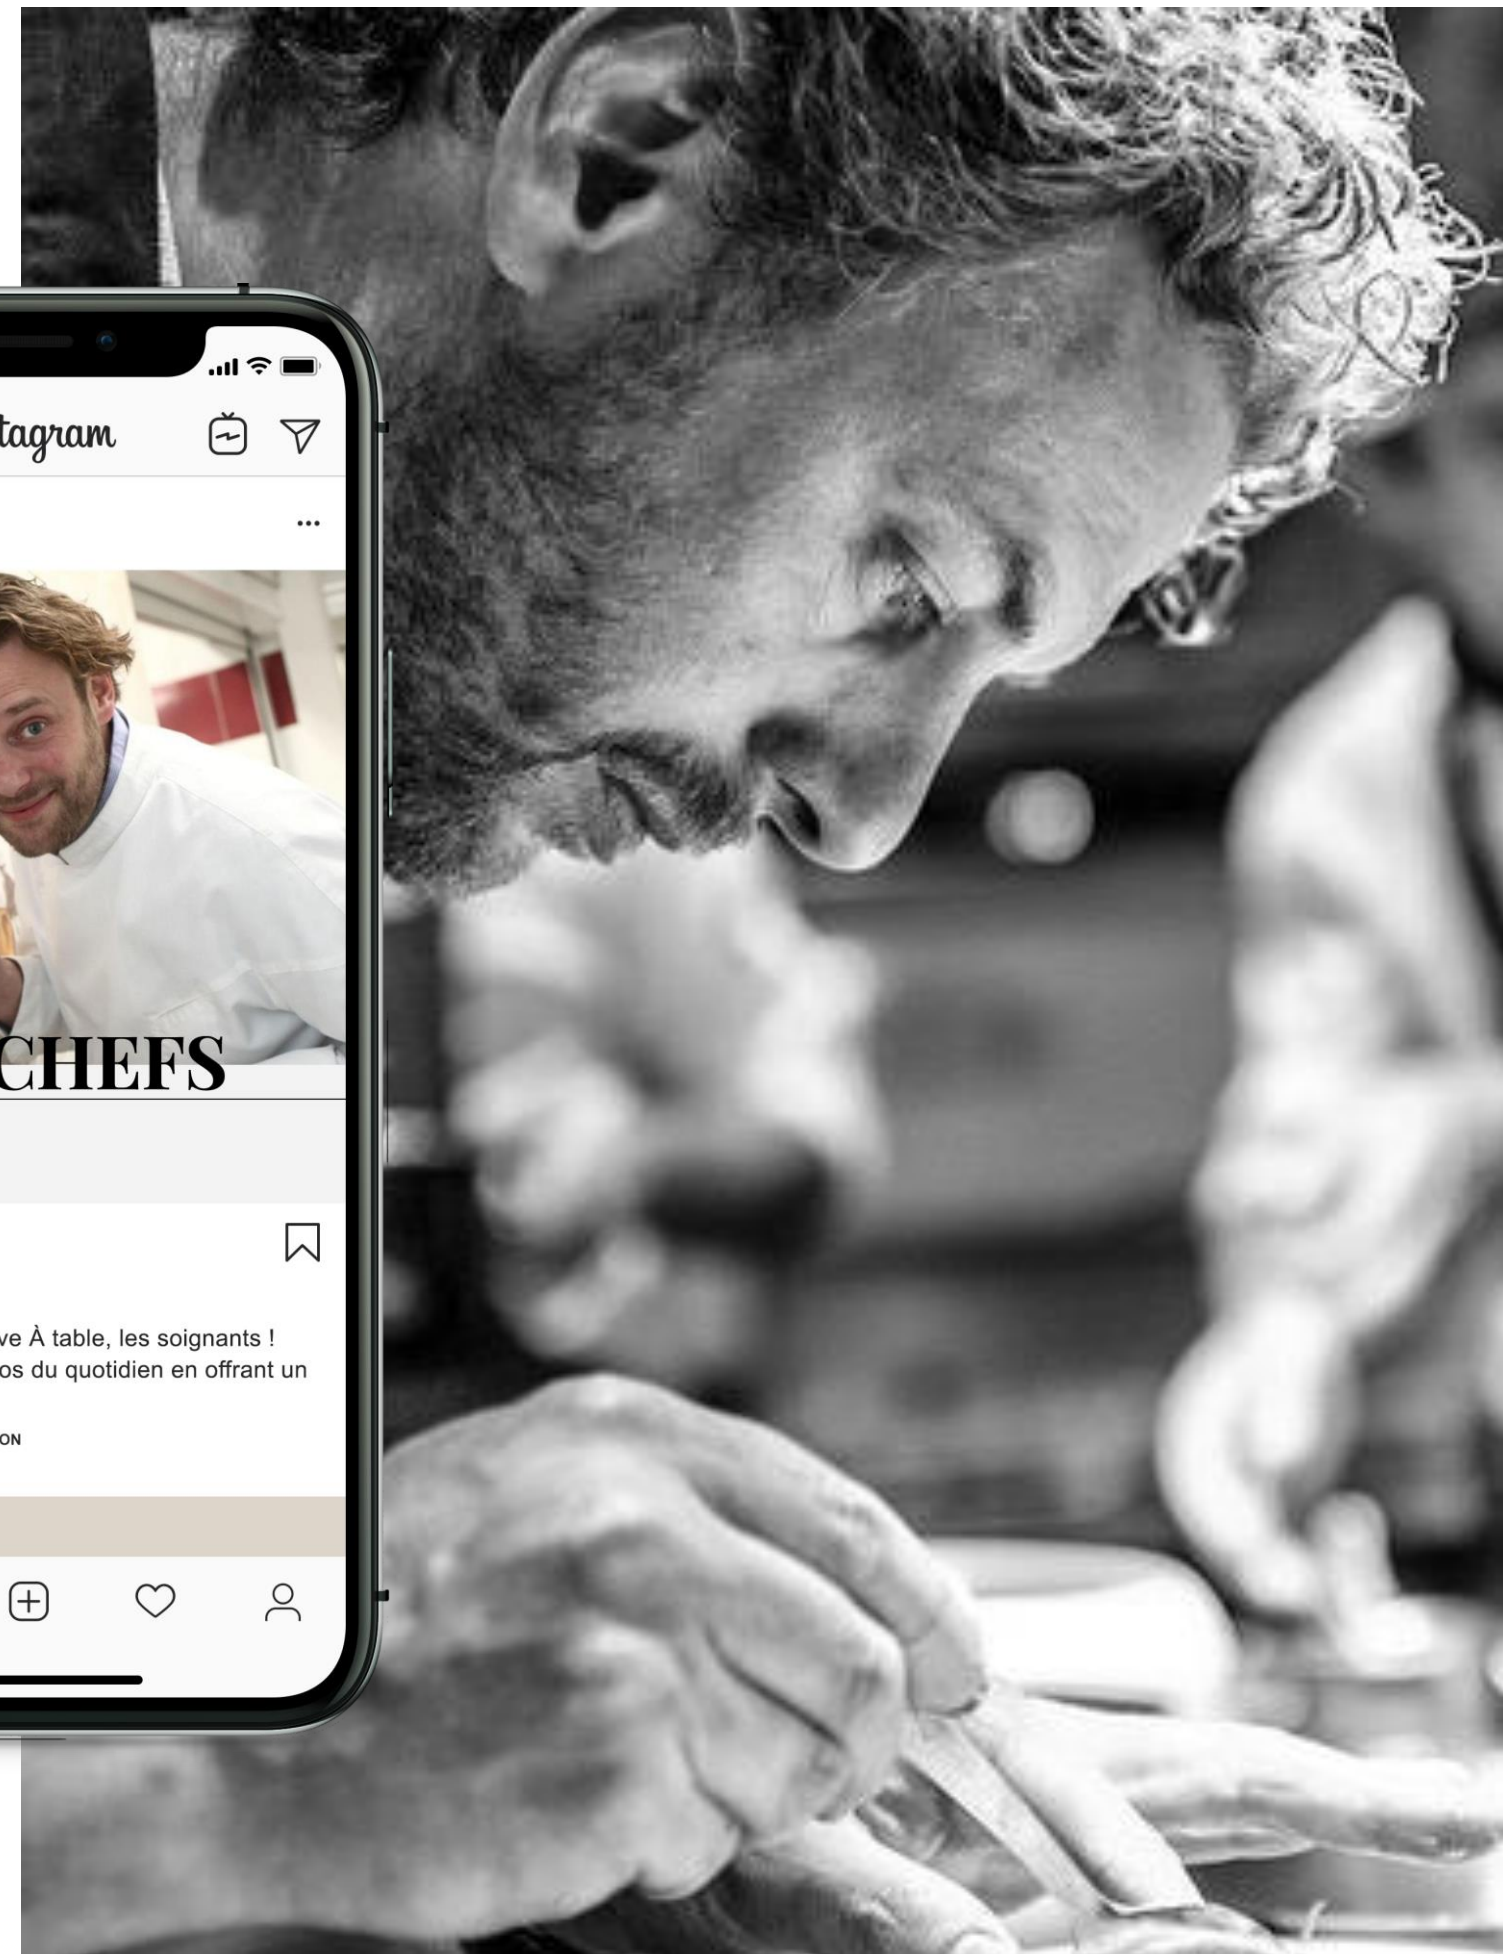 tagram
CHEFS
ve À table, les soignants !
os du quotidien en offrant un
ON